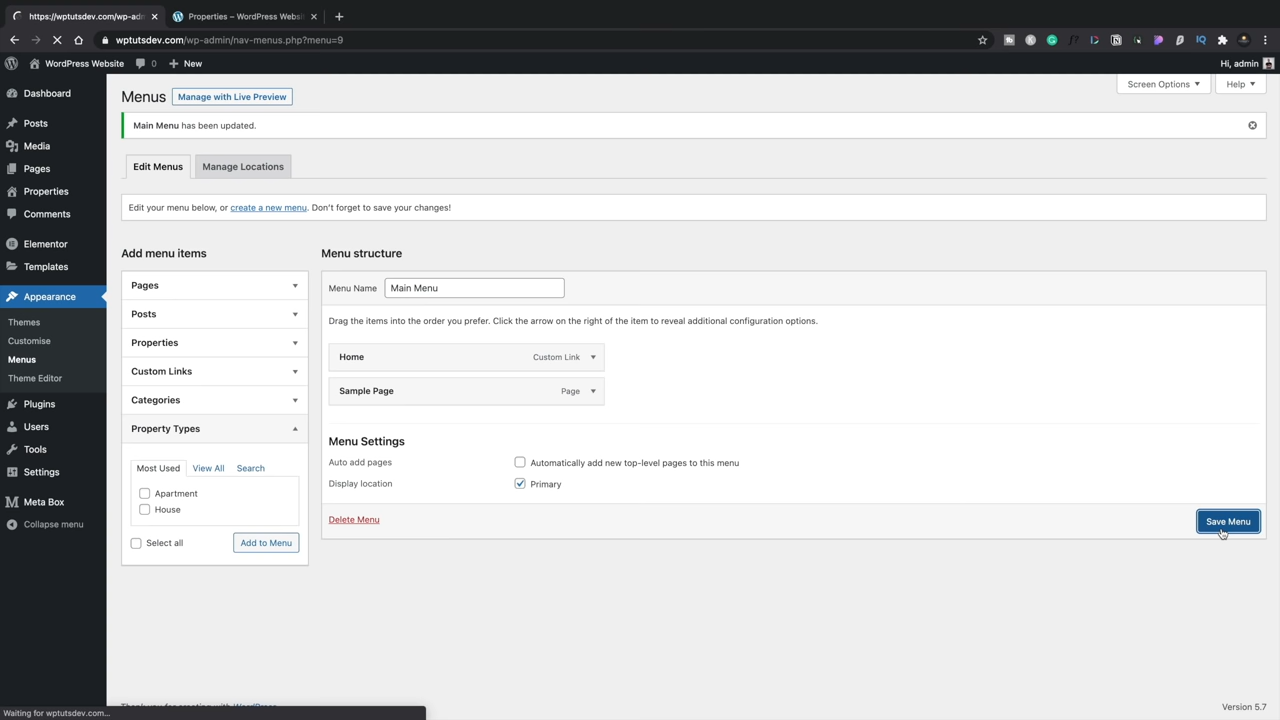 https://wptutsdev.com/wp-adm
Properties – WordPress Websit
wptutsdev.com/wp-admin/nav-menus.php?menu=9
WordPress Website 0 New Hi, admin
Screen Options Help
Dashboard
Posts
Media
Pages
Properties
Comments
Elementor
Templates
Appearance
Themes
Customise
Menus
Theme Editor
Plugins
Users
Tools
Settings
Meta Box
Collapse menu
Menus Manage with Live Preview
Main Menu has been updated.
Edit Menus Manage Locations
Edit your menu below, or create a new menu. Don't forget to save your changes!
Add menu items
Pages
Posts
Properties
Custom Links
Categories
Property Types
Most Used View All Search
Apartment
House
Select all Add to Menu
Menu structure
Menu Name Main Menu
Drag the items into the order you prefer. Click the arrow on the right of the item to reveal additional configuration options.
Home Custom Link
Sample Page Page
Menu Settings
Auto add pages Automatically add new top-level pages to this menu
Display location Primary
Delete Menu Save Menu
Thank you for creating with WordPress
Version 5.7
Waiting for wptutsdev.com...